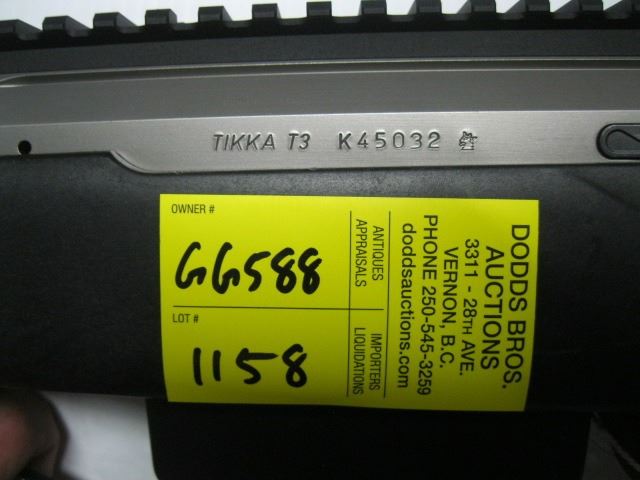 TIKKA T3 K45032
OWNER #
GG588
LOT #
1158
ANTIQUES
APPRAISALS
IMPORTERS
LIQUIDATIONS
DODDS BROS.
AUCTIONS
3311 - 28TH AVE.
VERNON, B.C.
PHONE 250-545-3259
doddsauctions.com